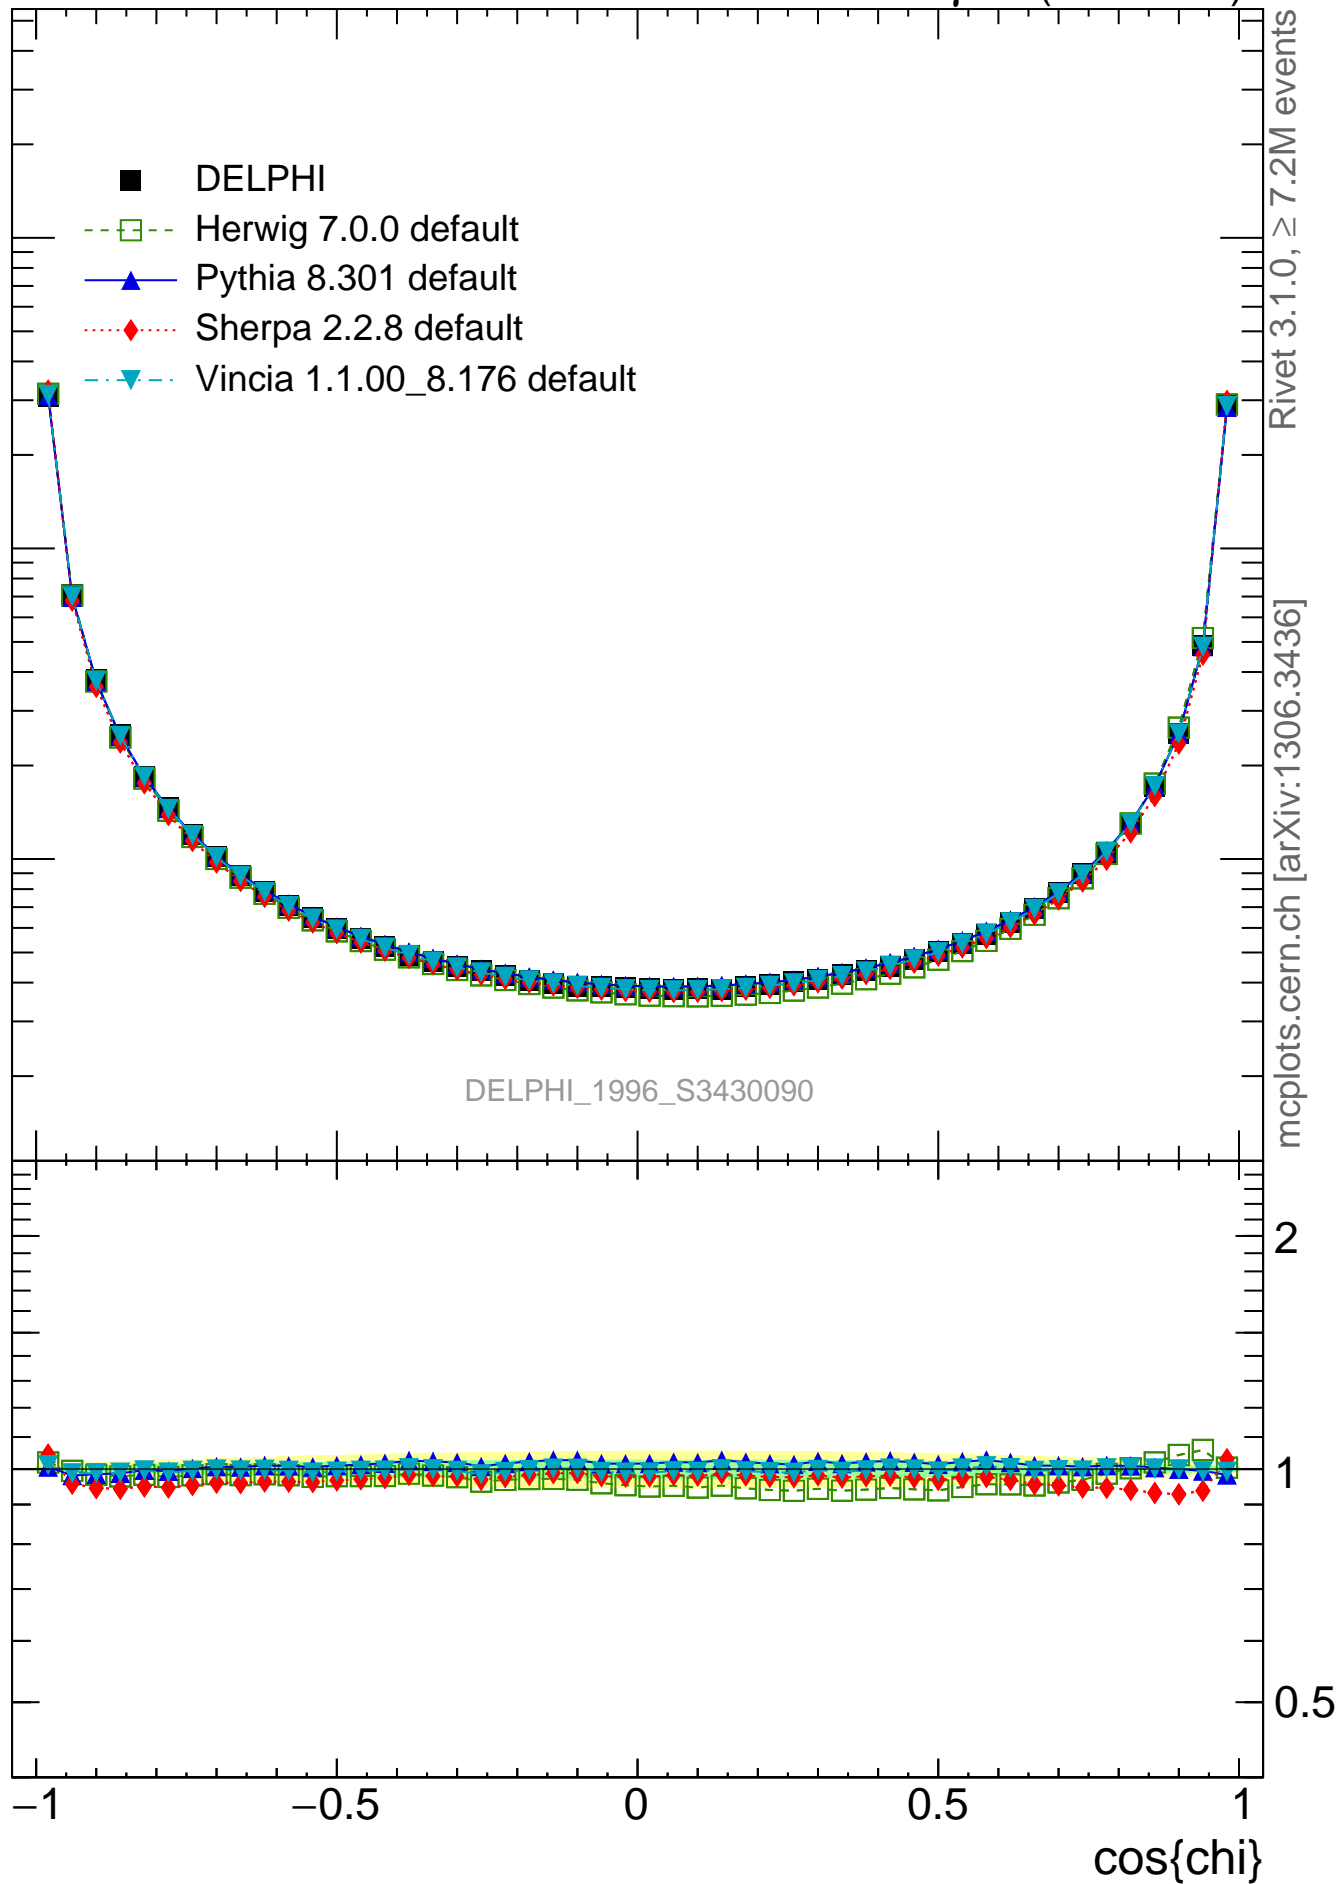 DELPHI
Herwig 7.0.0 default
Pythia 8.301 default
Sherpa 2.2.8 default
Vincia 1.1.00_8.176 default
DELPHI_1996_S3430090
Rivet 3.1.0, ≥ 7.2M events
mcplots.cern.ch [arXiv:1306.3436]
2
1
0.5
−1
−0.5
0
0.5
1
cos{chi}